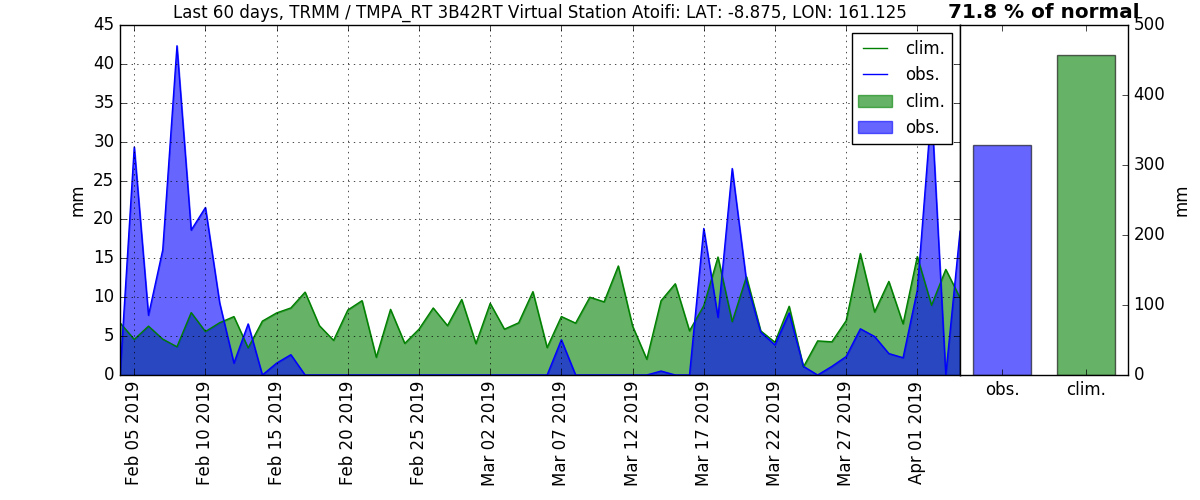 Last 60 days, TRMM / TMPA_RT 3B42RT Virtual Station Atoifi: LAT: -8.875, LON: 161.125
71.8 % of normal
45
40
35
30
25
20
15
10
5
0
mm
clim.
obs.
clim.
obs.
500
400
300
200
100
0
mm
obs.
clim.
Feb 05 2019
Feb 10 2019
Feb 15 2019
Feb 20 2019
Feb 25 2019
Mar 02 2019
Mar 07 2019
Mar 12 2019
Mar 17 2019
Mar 22 2019
Mar 27 2019
Apr 01 2019